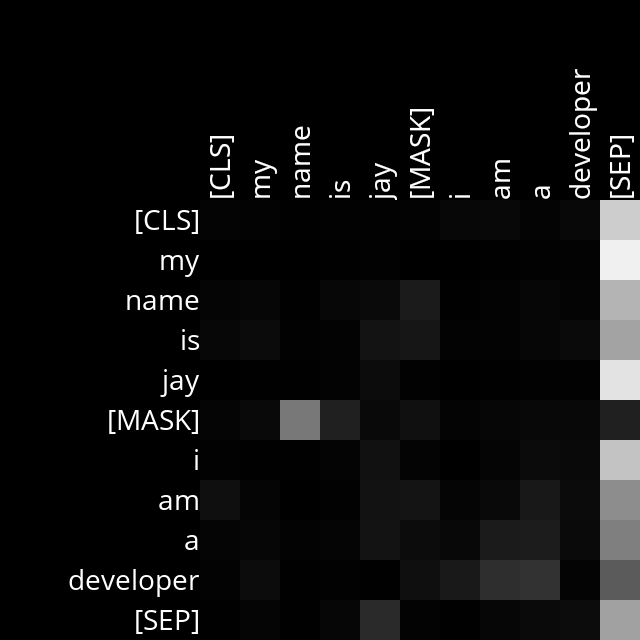 [CLS]
my
name
is
jay
[MASK]
i
am
a
developer
[SEP]
[CLS]
my
name
is
jay
[MASK]
i
am
a
developer
[SEP]